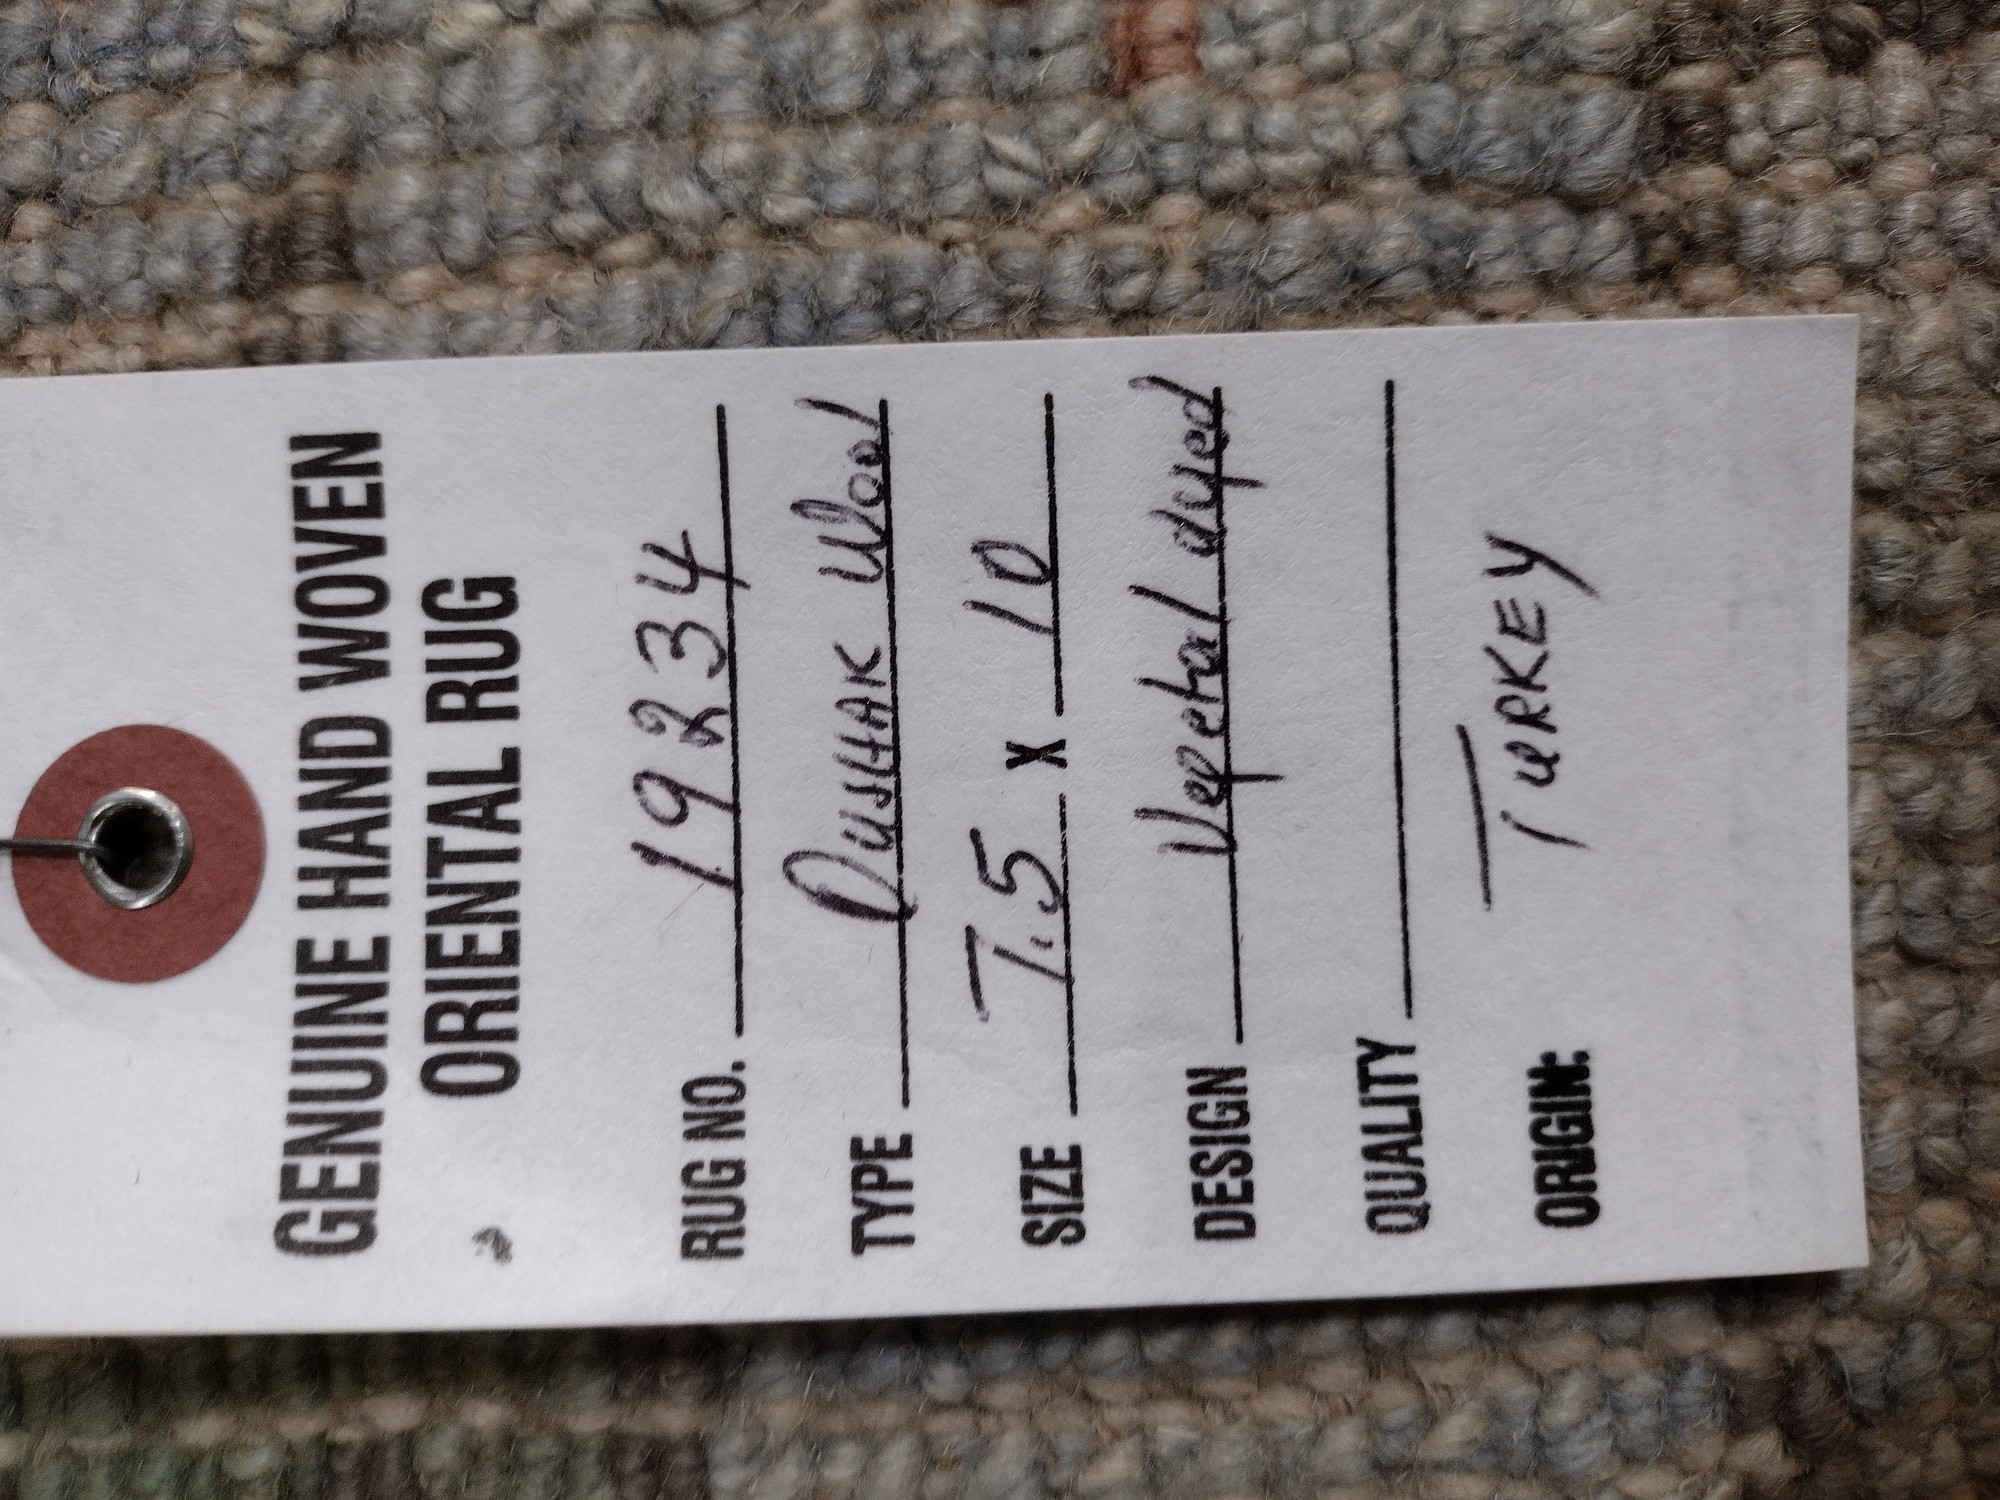 GENUINE HAND WOVEN
ORIENTAL RUG
RUG NO. 19234
TYPE OUSHAK Wool
SIZE 7.5 X 10
DESIGN Vegetal dyed
QUALITY
ORIGIN: TURKEY